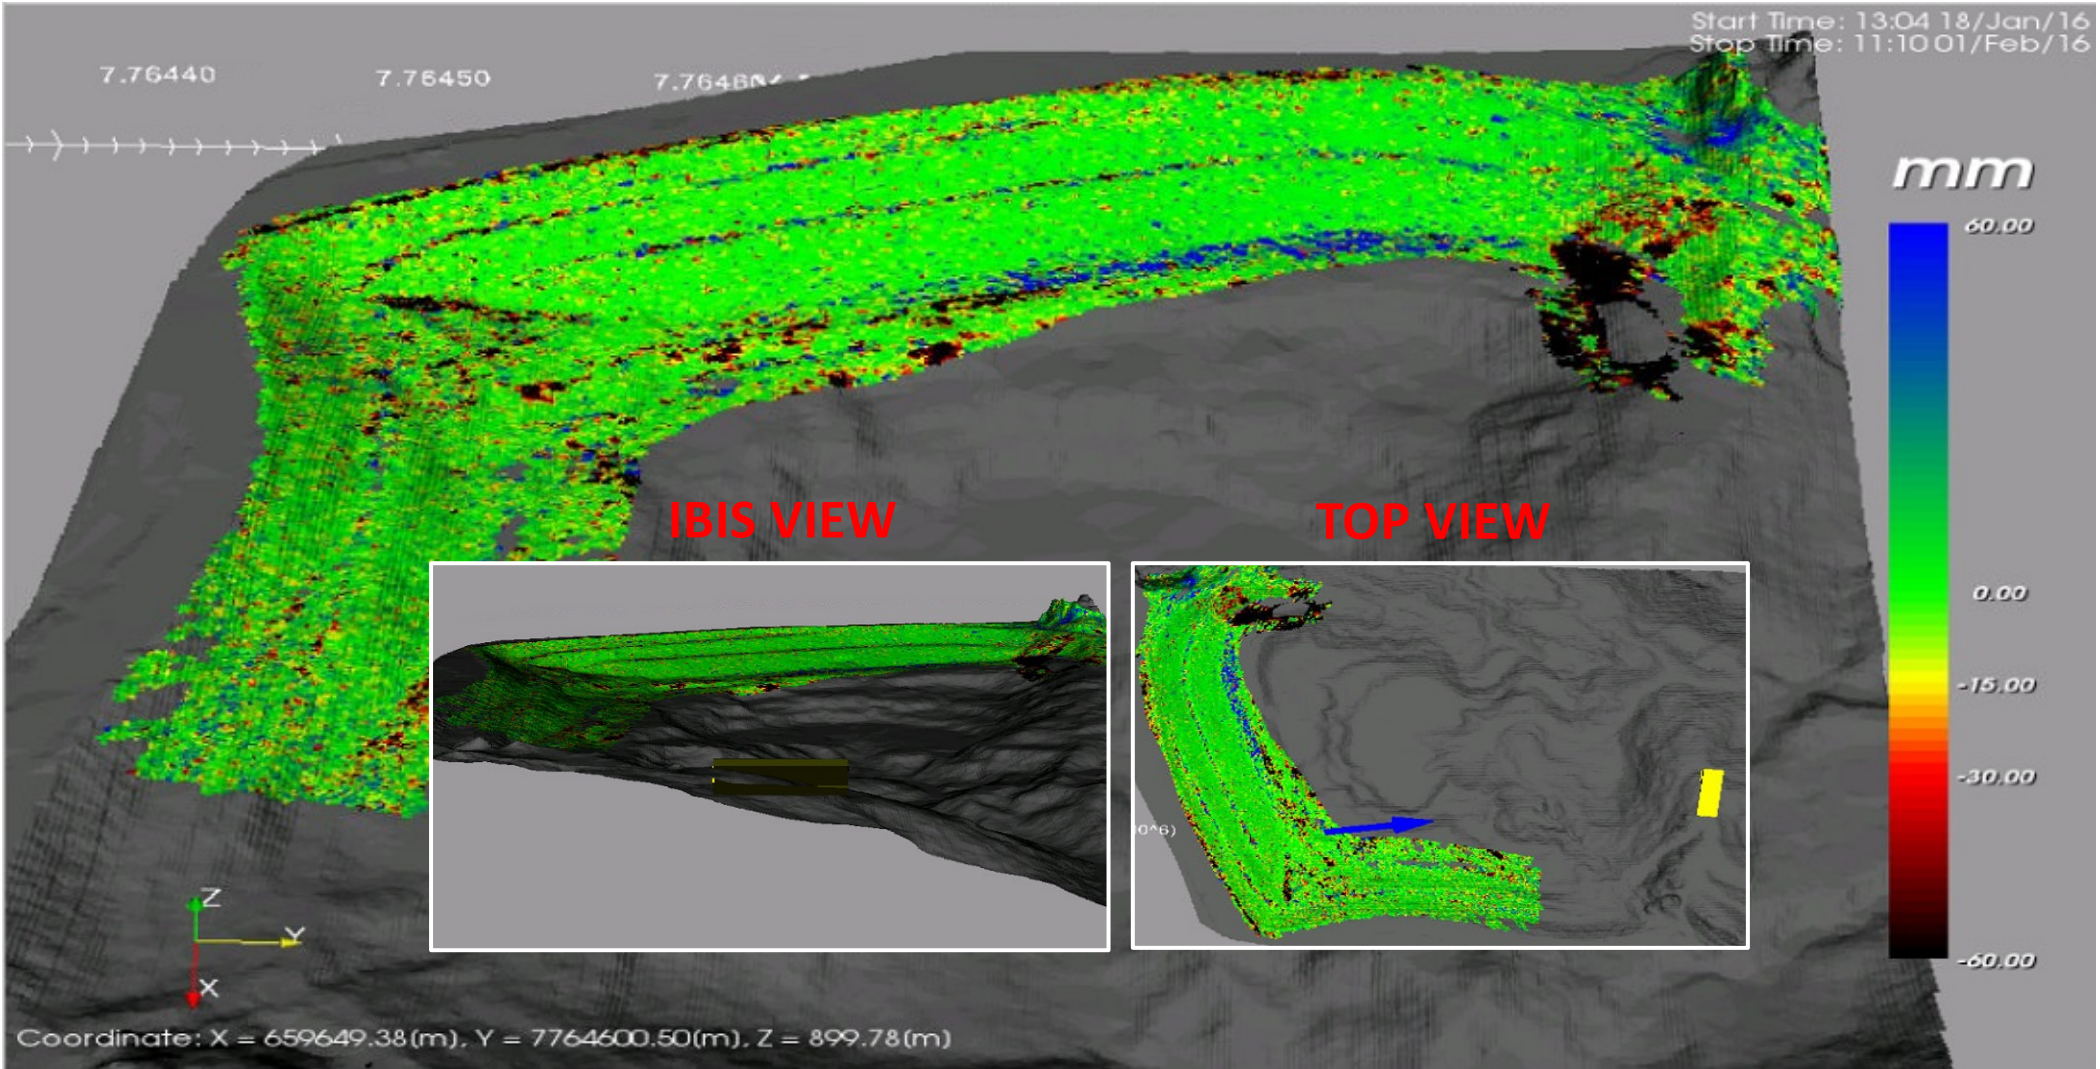 Start Time: 13:04 18/Jan/16
Stop Time: 11:10 01/Feb/16
7.76440
7.76450
mm
60.00
0.00
-15.00
-30.00
-60.00
IBIS VIEW
TOP VIEW
0^6)
Z
Y
X
Coordinate: X = 659649.38(m), Y = 7764600.50(m), Z = 899.78(m)